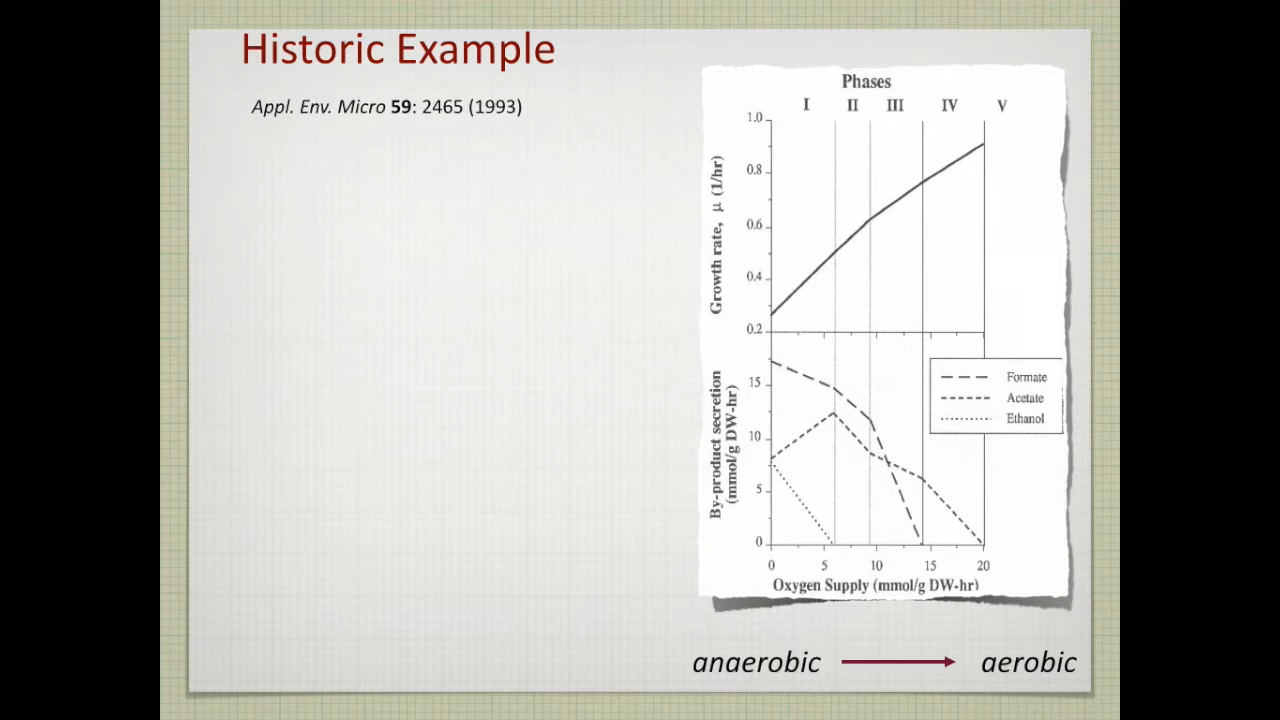 Historic Example
Appl. Env. Micro 59: 2465 (1993)
Phases
I II III IV V
1.0
0.8
0.6
0.4
0.2
Growth rate, μ (1/hr)
15
10
5
0
By-product secretion
(mmol/g DW-hr)
Formate
Acetate
Ethanol
0 5 10 15 20
Oxygen Supply (mmol/g DW-hr)
anaerobic aerobic